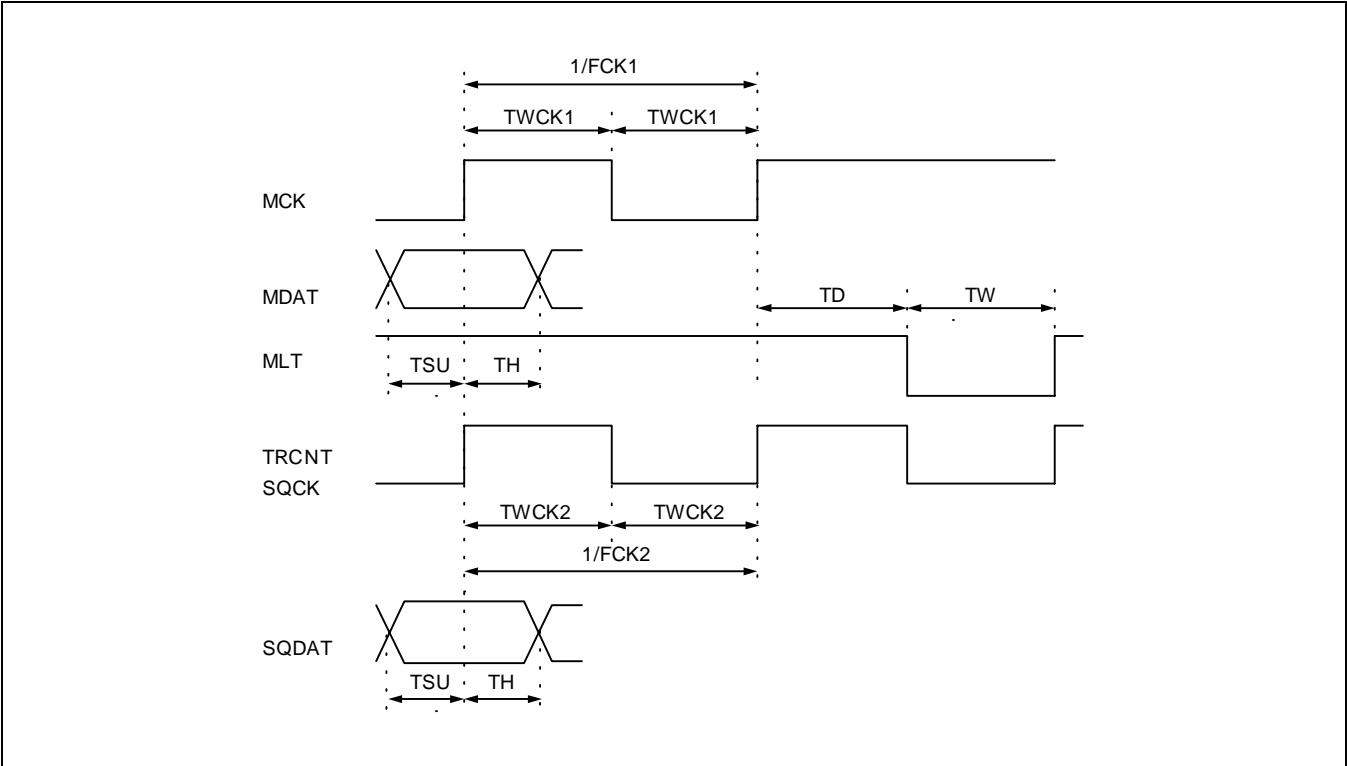 1/FCK1
TWCK1 TWCK1
MCK
MDAT
TD TW
MLT
TSU TH
TRCNT
SQCK
TWCK2 TWCK2
1/FCK2
SQDAT
TSU TH